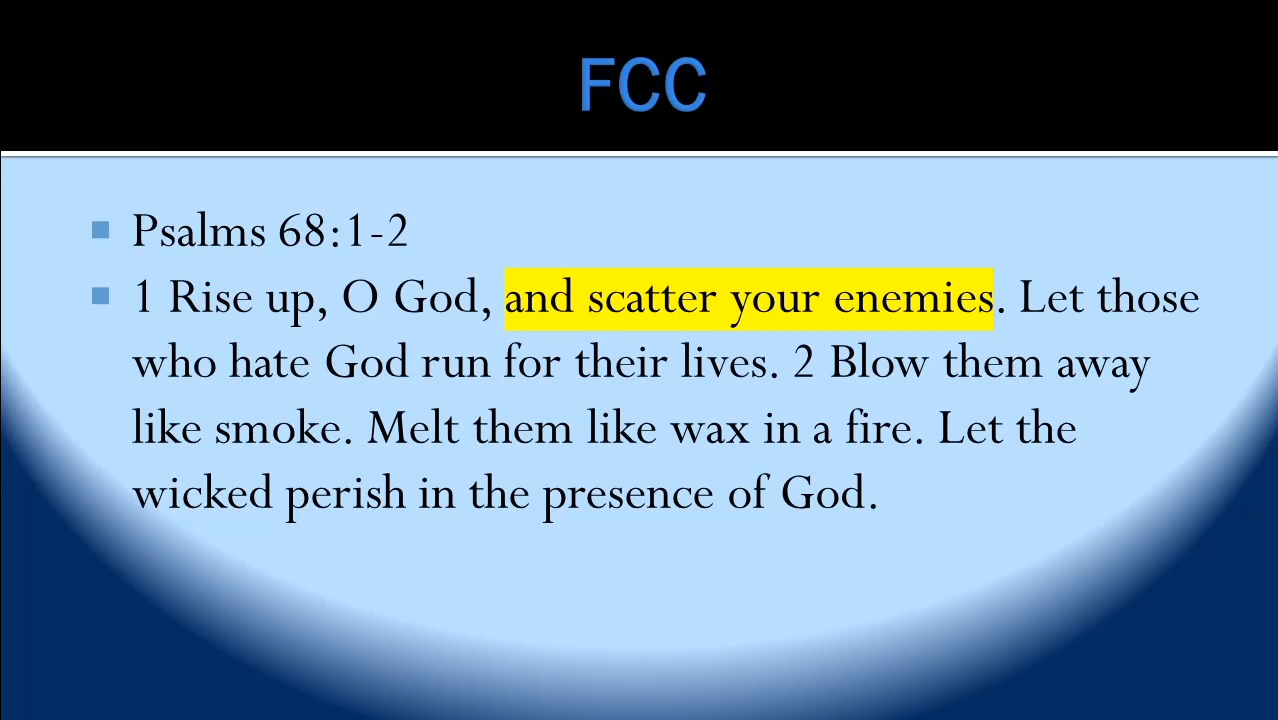 FCC
Psalms 68:1-2
1 Rise up, O God, and scatter your enemies. Let those
who hate God run for their lives. 2 Blow them away
like smoke. Melt them like wax in a fire. Let the
wicked perish in the presence of God.